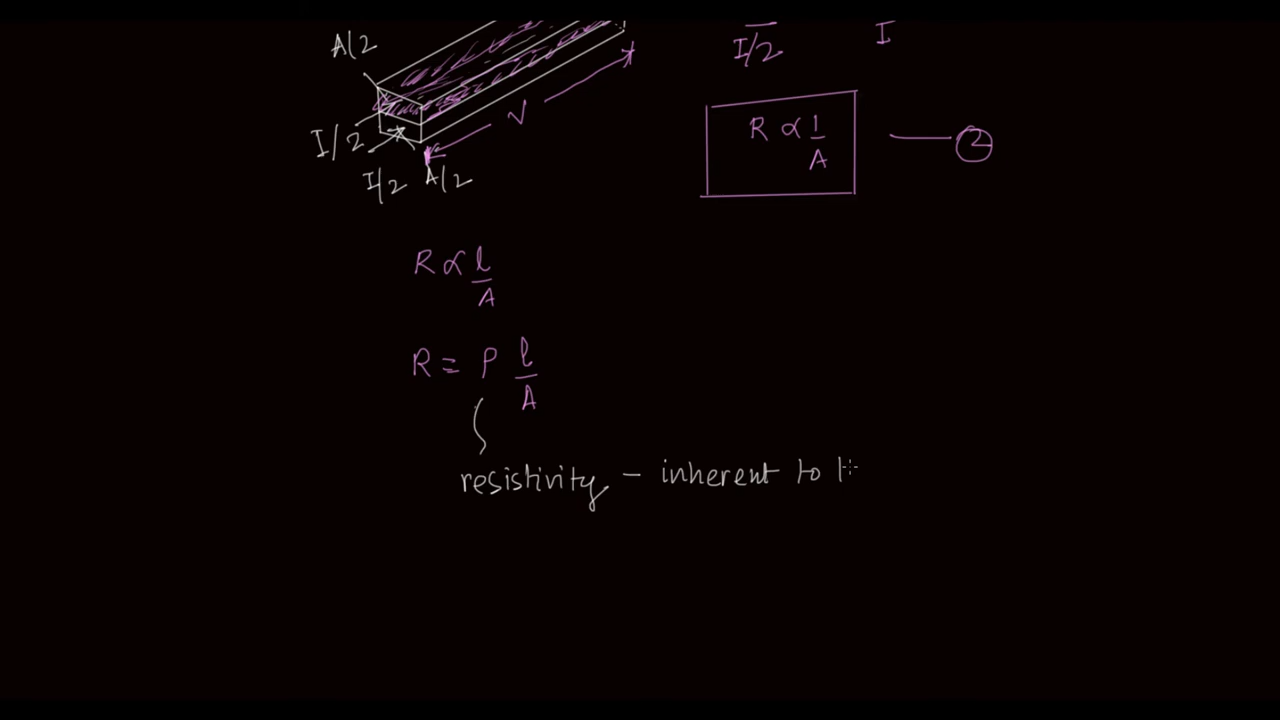 A/2
I/2
I
I/2
V
I/2 A/2
R ∝ 1/A
2
R ∝ l/A
R = ρ l/A
resistivity - inherent to